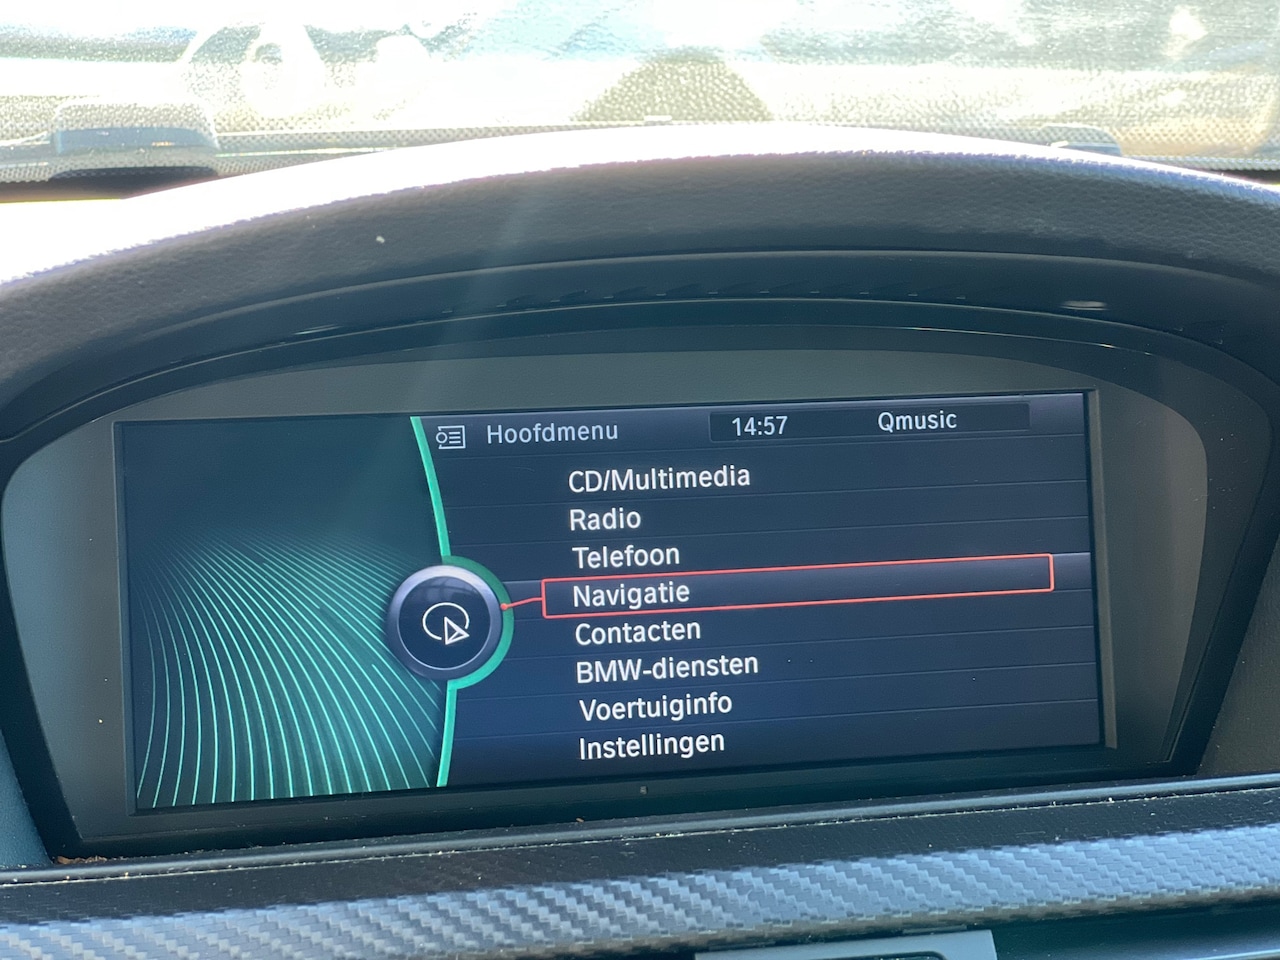 Hoofdmenu 14:57 Qmusic
CD/Multimedia
Radio
Telefoon
Navigatie
Contacten
BMW-diensten
Voertuiginfo
Instellingen